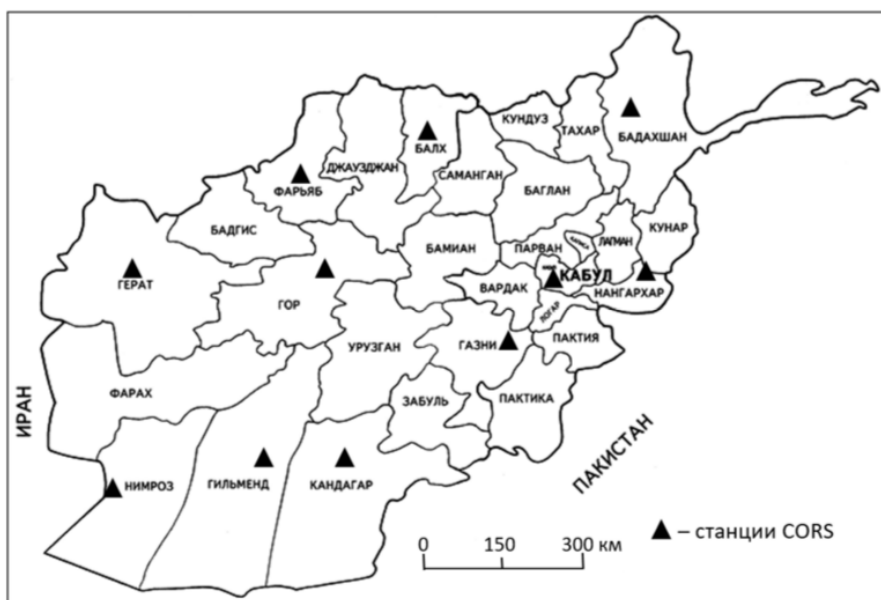 КУНДУЗ
ТАХАР
БАДАХШАН
БАЛХ
ДЖАУЗДЖАН
САМАНГАН
ФАРЬЯБ
БАГЛАН
БАДГИС
КУНАР
ЛАГМАН
ПАРВАН
БАМИАН
КАБУЛ
ГЕРАТ
ВАРДАК
НАНГАРХАР
ГОР
ЛОГАР
УРУЗГАН
ГАЗНИ
ПАКТИЯ
ФАРАХ
ЗАБУЛЬ
ПАКТИКА
ИРАН
ПАКИСТАН
НИМРОЗ
ГИЛЬМЕНД
КАНДАГАР
– станции CORS
0 150 300 км